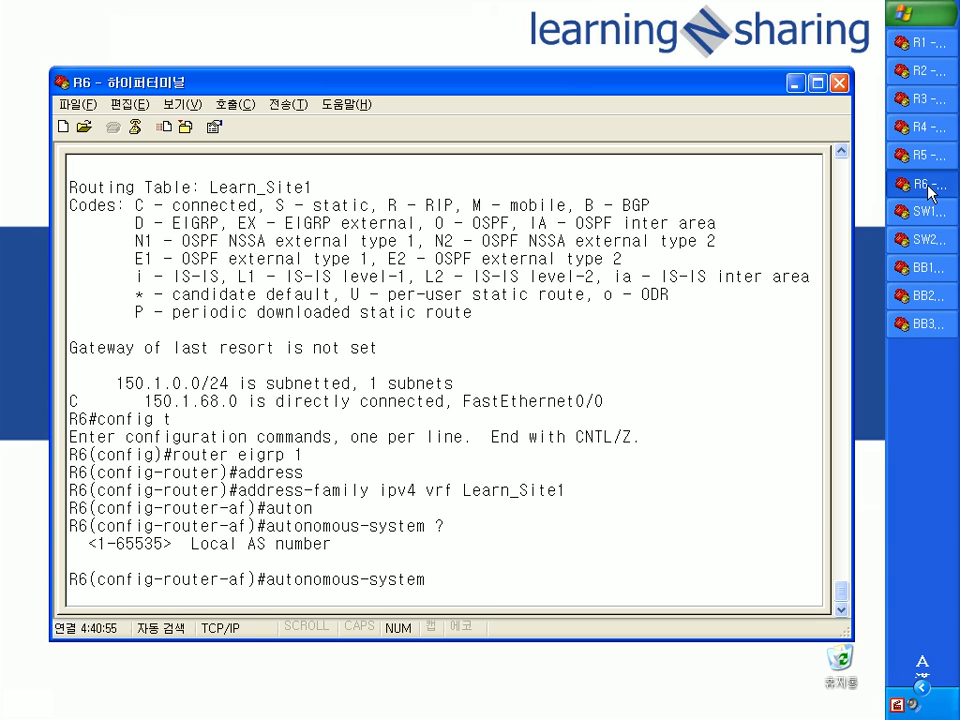 learning N sharing
R6 - 하이퍼터미널
파일(F) 편집(E) 보기(V) 호출(C) 전송(T) 도움말(H)
Routing Table: Learn_Site1
Codes: C - connected, S - static, R - RIP, M - mobile, B - BGP
D - EIGRP, EX - EIGRP external, O - OSPF, IA - OSPF inter area
N1 - OSPF NSSA external type 1, N2 - OSPF NSSA external type 2
E1 - OSPF external type 1, E2 - OSPF external type 2
i - IS-IS, L1 - IS-IS level-1, L2 - IS-IS level-2, ia - IS-IS inter area
* - candidate default, U - per-user static route, o - ODR
P - periodic downloaded static route
Gateway of last resort is not set
150.1.0.0/24 is subnetted, 1 subnets
C 150.1.68.0 is directly connected, FastEthernet0/0
R6#config t
Enter configuration commands, one per line. End with CNTL/Z.
R6(config)#router eigrp 1
R6(config-router)#address
R6(config-router)#address-family ipv4 vrf Learn_Site1
R6(config-router-af)#auton
R6(config-router-af)#autonomous-system ?
<1-65535> Local AS number
R6(config-router-af)#autonomous-system
연결 4:40:55 자동 검색 TCP/IP SCROLL CAPS NUM 캡 에코
휴지통
R1 -...
R2 -...
R3 -...
R4 -...
R5 -...
R6 -...
SW1...
SW2...
BB1...
BB2...
BB3...
A